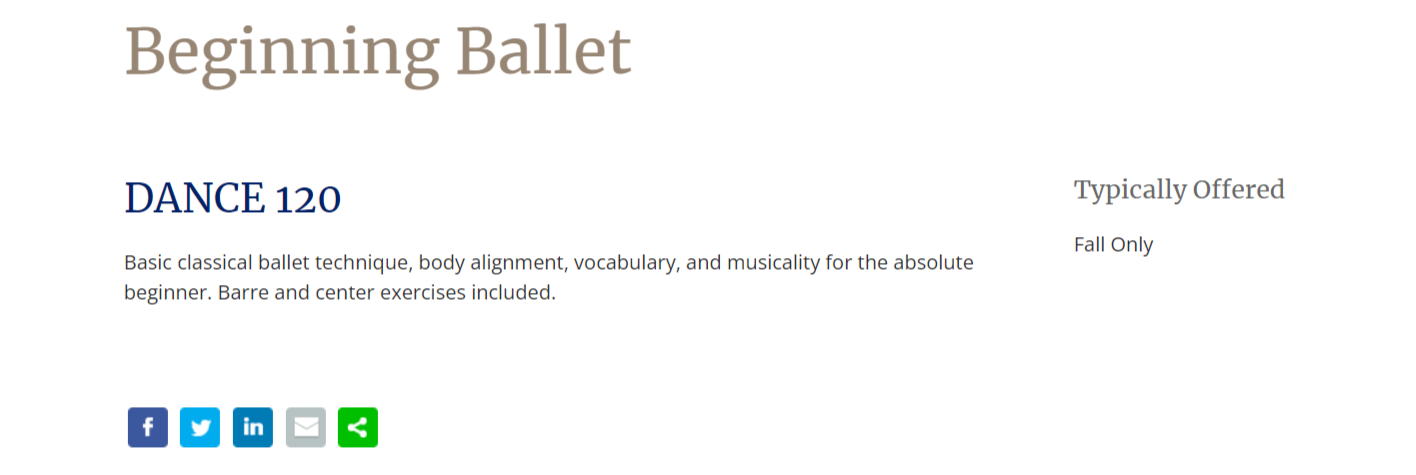 Beginning Ballet
DANCE 120
Basic classical ballet technique, body alignment, vocabulary, and musicality for the absolute
beginner. Barre and center exercises included.
Typically Offered
Fall Only
f
in